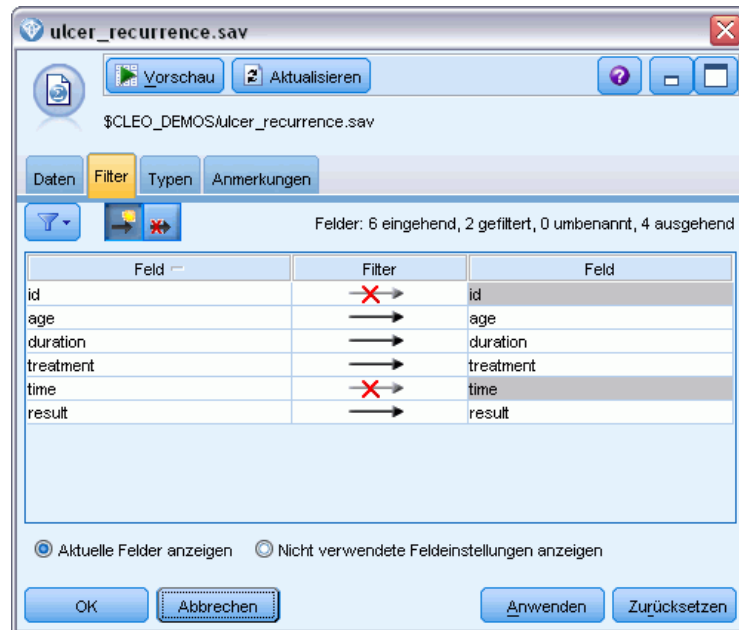 ulcer_recurrence.sav
Vorschau Aktualisieren
$CLEO_DEMOS/ulcer_recurrence.sav
Daten Filter Typen Anmerkungen
Felder: 6 eingehend, 2 gefiltert, 0 umbenannt, 4 ausgehend
Feld Filter Feld
id id
age age
duration duration
treatment treatment
time time
result result
Aktuelle Felder anzeigen Nicht verwendete Feldeinstellungen anzeigen
OK Abbrechen Anwenden Zurücksetzen